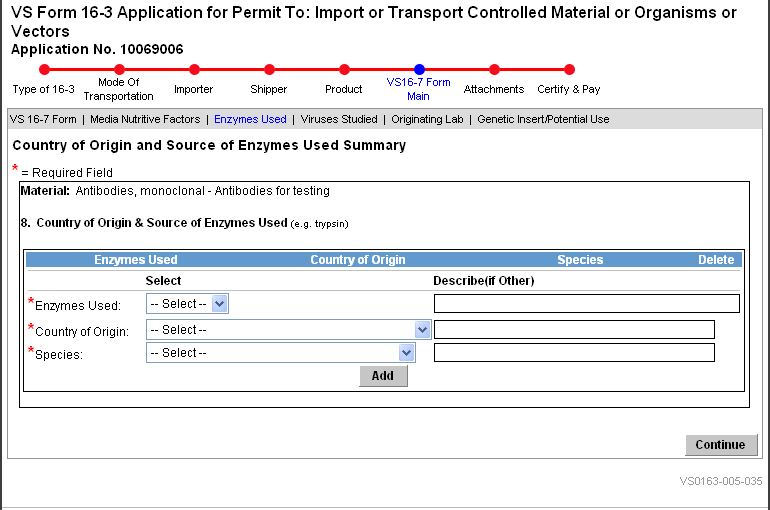 VS Form 16-3 Application for Permit To: Import or Transport Controlled Material or Organisms or
Vectors
Application No. 10069006
Type of 16-3
Mode Of
Transportation
Importer
Shipper
Product
VS16-7 Form
Main
Attachments
Certify & Pay
VS 16-7 Form | Media Nutritive Factors | Enzymes Used | Viruses Studied | Originating Lab | Genetic Insert/Potential Use
Country of Origin and Source of Enzymes Used Summary
* = Required Field
Material: Antibodies, monoclonal - Antibodies for testing
8. Country of Origin & Source of Enzymes Used (e.g. trypsin)
Enzymes Used Country of Origin Species Delete
Select Describe(if Other)
*Enzymes Used: -- Select --
*Country of Origin: -- Select --
*Species: -- Select --
Add
Continue
VS0163-005-035